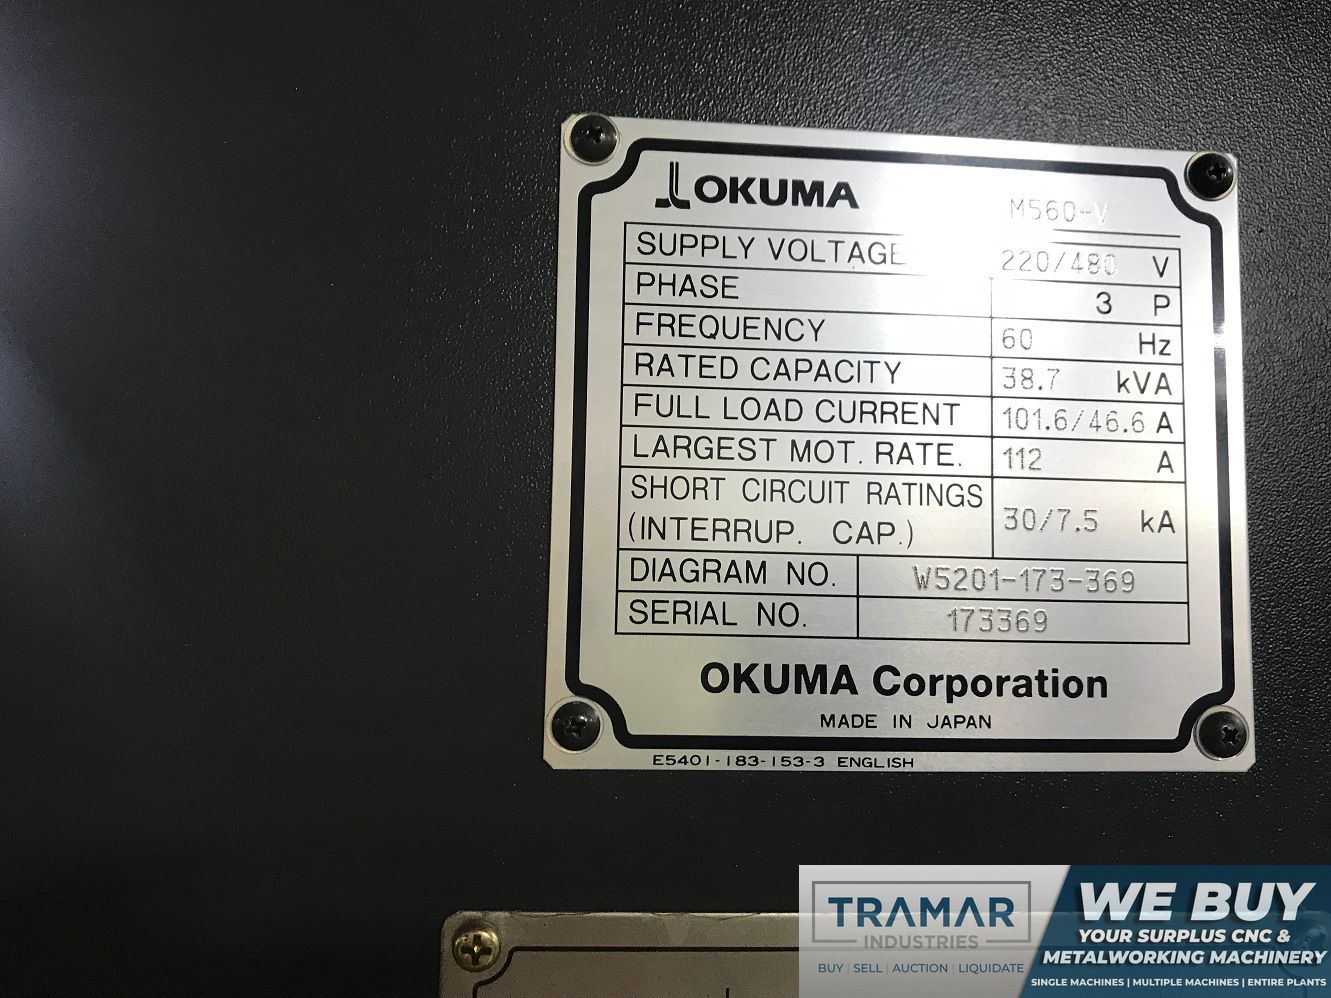 OKUMA M560-V
SUPPLY VOLTAGE 220/480 V
PHASE 3 P
FREQUENCY 60 Hz
RATED CAPACITY 38.7 kVA
FULL LOAD CURRENT 101.6/46.6 A
LARGEST MOT. RATE. 112 A
SHORT CIRCUIT RATINGS
(INTERRUP. CAP.) 30/7.5 kA
DIAGRAM NO. W5201-173-369
SERIAL NO. 173369
OKUMA Corporation
MADE IN JAPAN
E5401-183-153-3 ENGLISH
TRAMAR
INDUSTRIES
BUY | SELL | AUCTION | LIQUIDATE
WE BUY
YOUR SURPLUS CNC &
METALWORKING MACHINERY
SINGLE MACHINES | MULTIPLE MACHINES | ENTIRE PLANTS